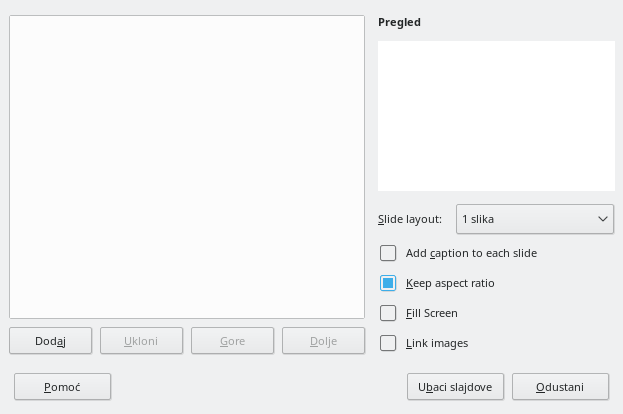 Pregled
Slide layout: 1 slika
Add caption to each slide
Keep aspect ratio
Fill Screen
Link images
Dodaj Ukloni Gore Dolje
Pomoć Ubaci slajdove Odustani